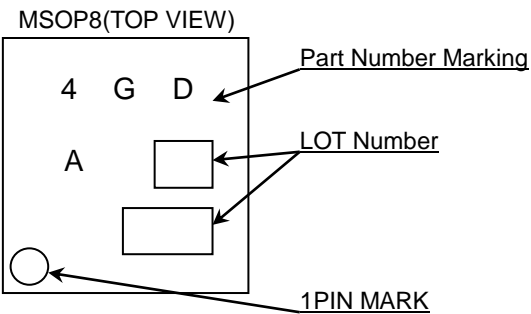 MSOP8(TOP VIEW)
Part Number Marking
4 G D
LOT Number
A
1PIN MARK